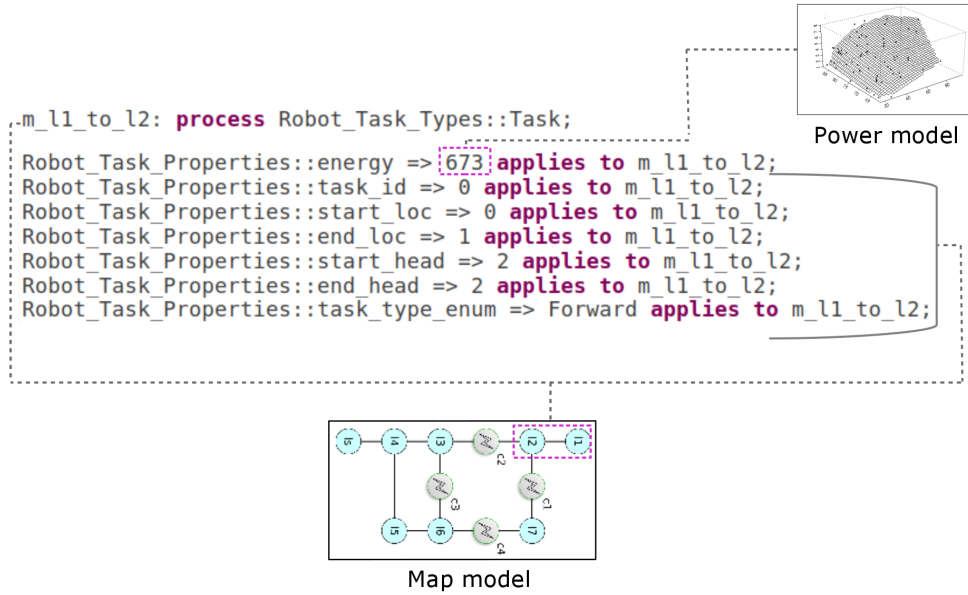 Power model
m_l1_to_l2: process Robot_Task_Types::Task;
Robot_Task_Properties::energy => 673 applies to m_l1_to_l2;
Robot_Task_Properties::task_id => 0 applies to m_l1_to_l2;
Robot_Task_Properties::start_loc => 0 applies to m_l1_to_l2;
Robot_Task_Properties::end_loc => 1 applies to m_l1_to_l2;
Robot_Task_Properties::start_head => 2 applies to m_l1_to_l2;
Robot_Task_Properties::end_head => 2 applies to m_l1_to_l2;
Robot_Task_Properties::task_type_enum => Forward applies to m_l1_to_l2;
ls l4 l3 c2 l2 l1
c3 c1
l5 l6 c4 l7
Map model